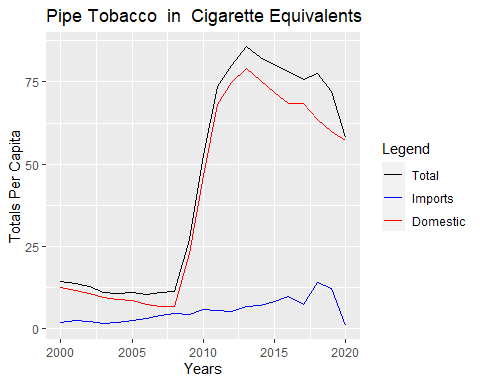 Pipe Tobacco  in  Cigarette Equivalents
Totals Per Capita
75
50
25
0
2000
2005
2010
2015
2020
Years
Legend
Total
Imports
Domestic